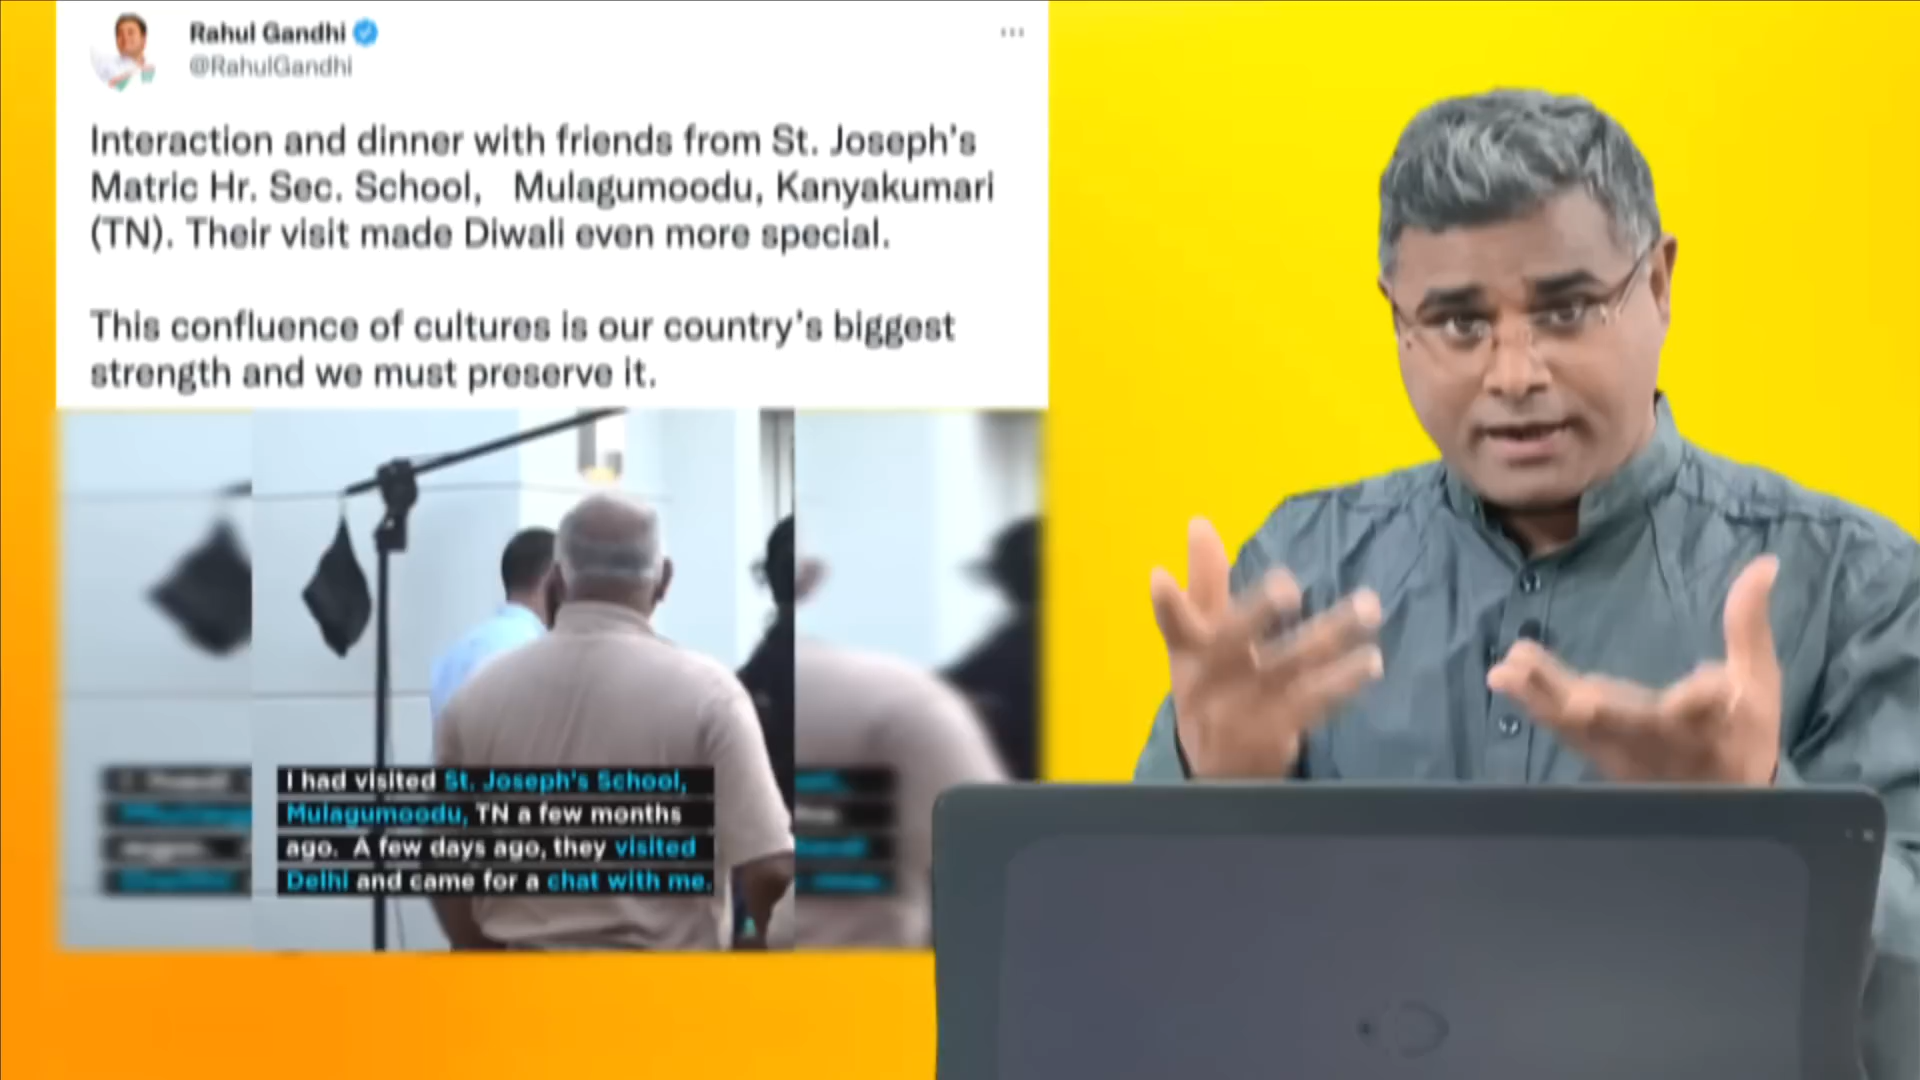 Rahul Gandhi
@RahulGandhi
Interaction and dinner with friends from St. Joseph's
Matric Hr. Sec. School, Mulagumoodu, Kanyakumari
(TN). Their visit made Diwali even more special.
This confluence of cultures is our country's biggest
strength and we must preserve it.
I had visited St. Joseph's School,
Mulagumoodu, TN a few months
ago. A few days ago, they visited
Delhi and came for a chat with me.